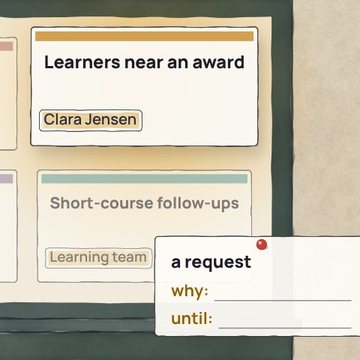 Learners near an award
Clara Jensen
Short-course follow-ups
Learning team
a request
why:
until: